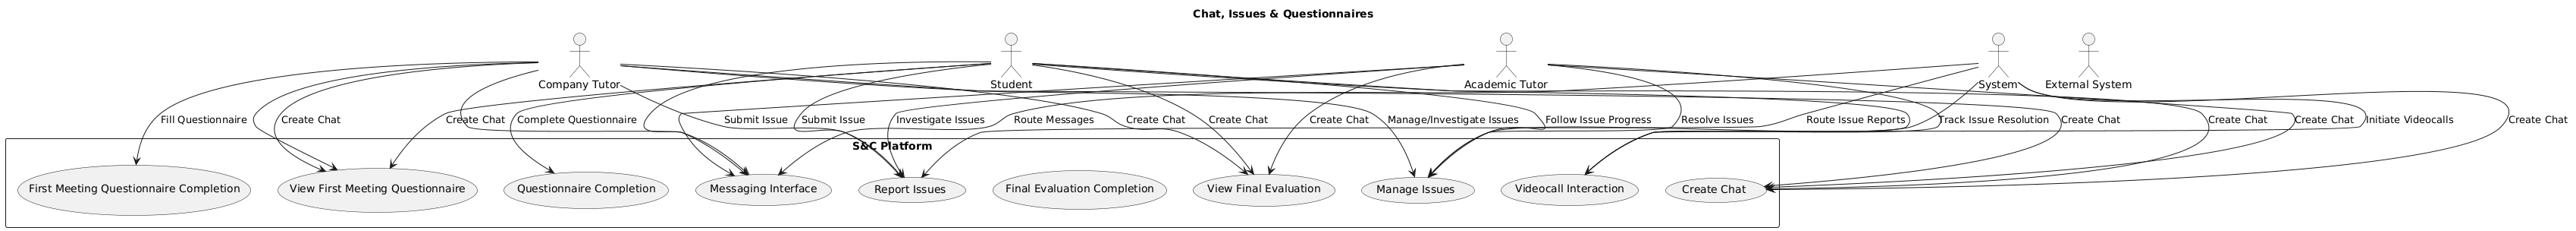 Chat, Issues & Questionnaires
Company Tutor
Student
Academic Tutor
System
External System
Fill Questionnaire
Create Chat
Create Chat
Complete Questionnaire
Submit Issue
Submit Issue
Investigate Issues
Route Messages
Create Chat
Create Chat
Create Chat
Manage/Investigate Issues
Follow Issue Progress
Resolve Issues
Route Issue Reports
Track Issue Resolution
Create Chat
Create Chat
Create Chat
Initiate Videocalls
Create Chat
S&C Platform
First Meeting Questionnaire Completion
View First Meeting Questionnaire
Questionnaire Completion
Messaging Interface
Report Issues
Final Evaluation Completion
View Final Evaluation
Manage Issues
Videocall Interaction
Create Chat